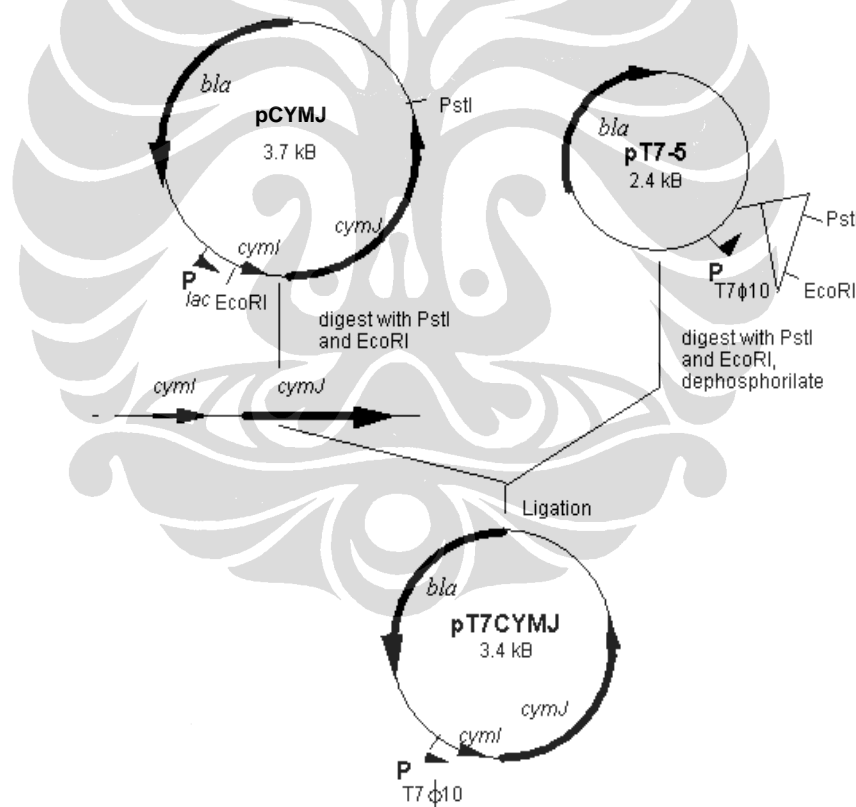 bla
pCYMJ
3.7 kB
PstI
cymI
cymJ
P
lac
EcoRI
bla
pT7-5
2.4 kB
PstI
EcoRI
P
T7ϕ10
digest with PstI
and EcoRI
digest with PstI
and EcoRI,
dephosphorilate
cymI
cymJ
Ligation
bla
pT7CYMJ
3.4 kB
cymJ
cymI
P
T7 ϕ10